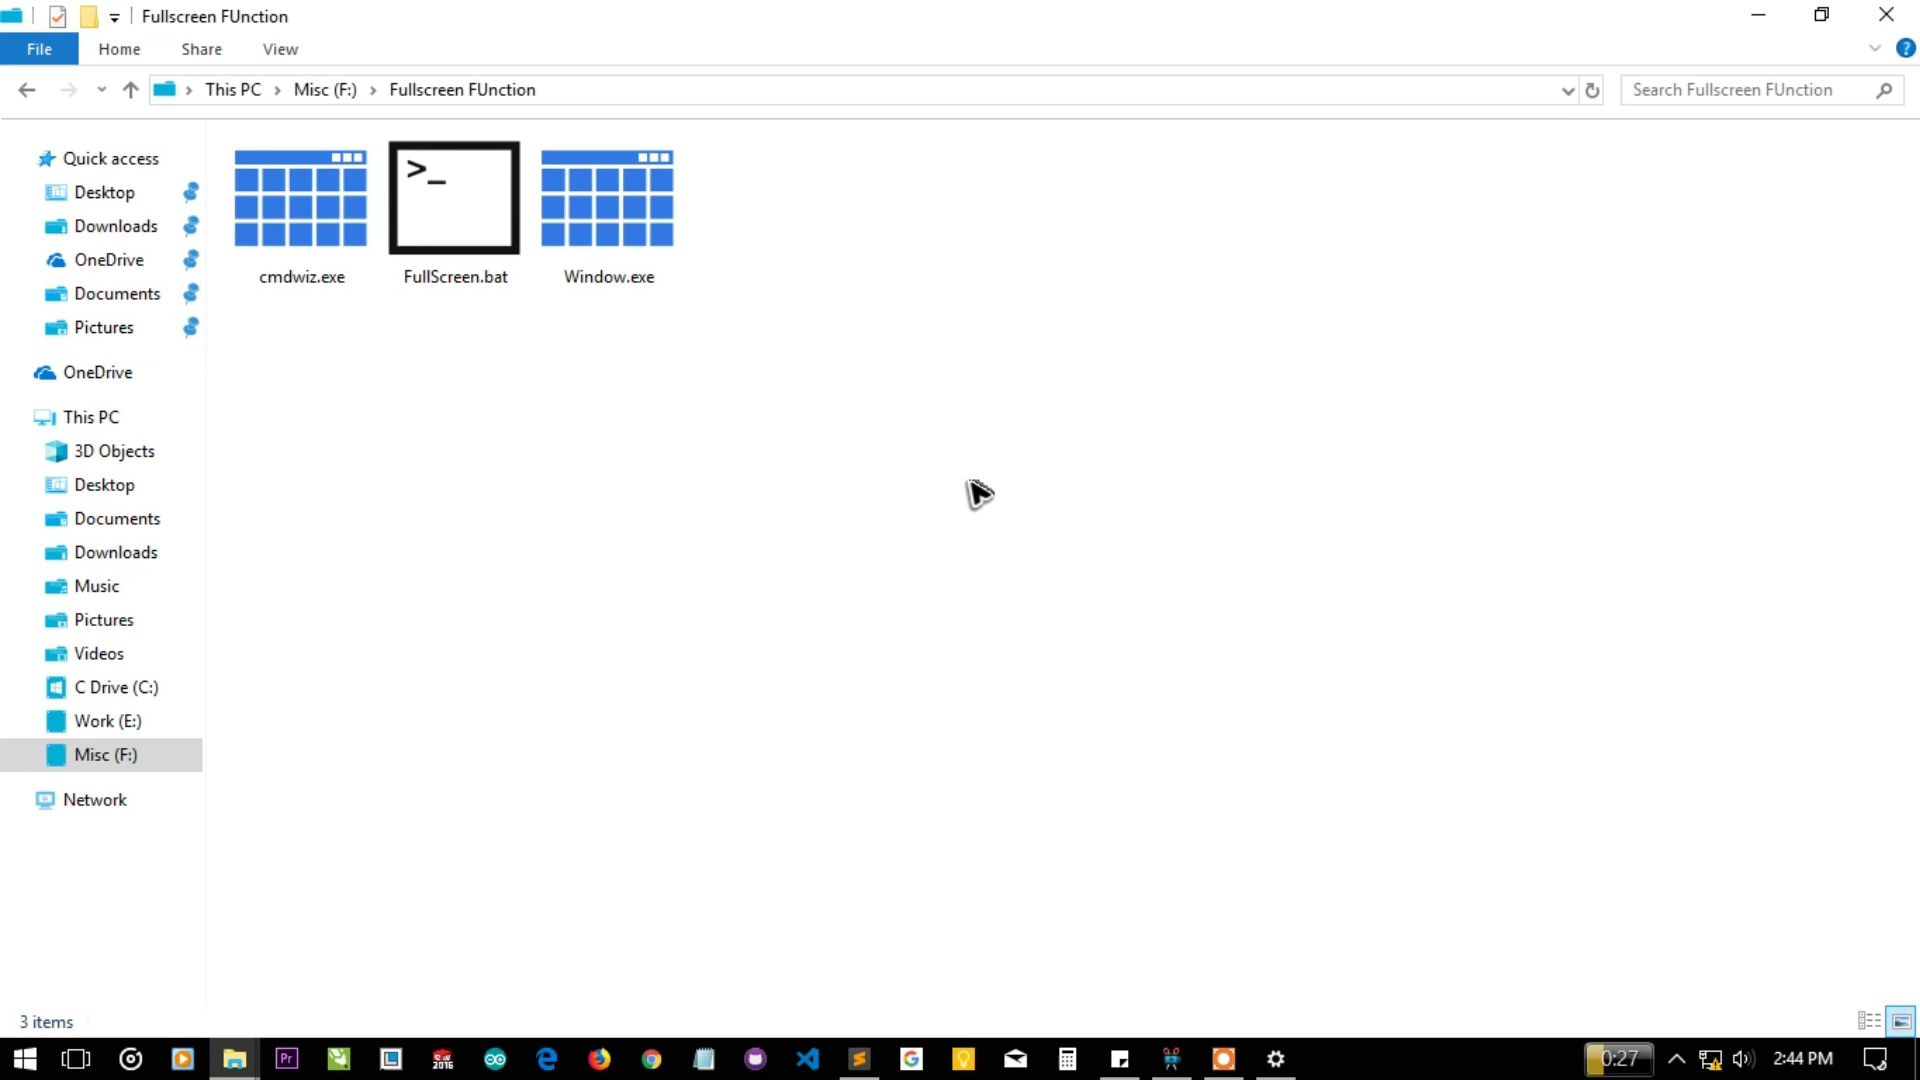 Fullscreen FUnction
File Home Share View
This PC Misc (F:) Fullscreen FUnction
Search Fullscreen FUnction
Quick access
Desktop
Downloads
OneDrive
Documents
Pictures
OneDrive
This PC
3D Objects
Desktop
Documents
Downloads
Music
Pictures
Videos
C Drive (C:)
Work (E:)
Misc (F:)
Network
>_
cmdwiz.exe FullScreen.bat Window.exe
3 items
Pr
2016
0:27
2:44 PM